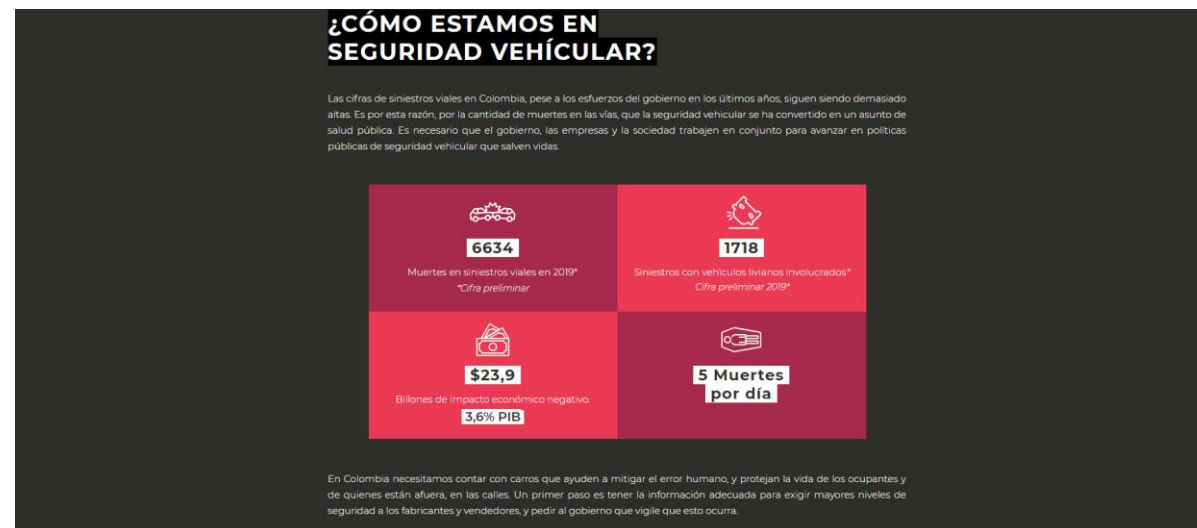 ¿CÓMO ESTAMOS EN
SEGURIDAD VEHÍCULAR?
Las cifras de siniestros viales en Colombia, pese a los esfuerzos del gobierno en los últimos años, siguen siendo demasiado
altas. Es por esta razón, por la cantidad de muertes en las vías, que la seguridad vehicular se ha convertido en un asunto de
salud pública. Es necesario que el gobierno, las empresas y la sociedad trabajen en conjunto para avanzar en políticas
públicas de seguridad vehicular que salven vidas.
6634
Muertes en siniestros viales en 2019*
*Cifra preliminar
1718
Siniestros con vehículos livianos involucrados*
Cifra preliminar 2019*
$23,9
Billones de impacto económico negativo.
3,6% PIB
5 Muertes
por día
En Colombia necesitamos contar con carros que ayuden a mitigar el error humano, y protejan la vida de los ocupantes y
de quienes están afuera, en las calles. Un primer paso es tener la información adecuada para exigir mayores niveles de
seguridad a los fabricantes y vendedores, y pedir al gobierno que vigile que esto ocurra.